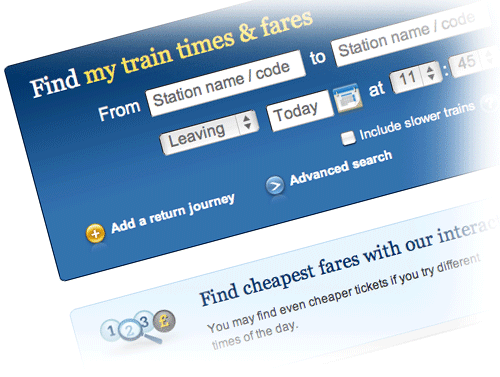 Find my train times & fares
From Station name / code to Station name / code
Leaving Today at 11 : 45
Include slower trains
Add a return journey Advanced search
Find cheapest fares with our
1 2 3 £
You may find even cheaper tickets if you try different
times of the day.